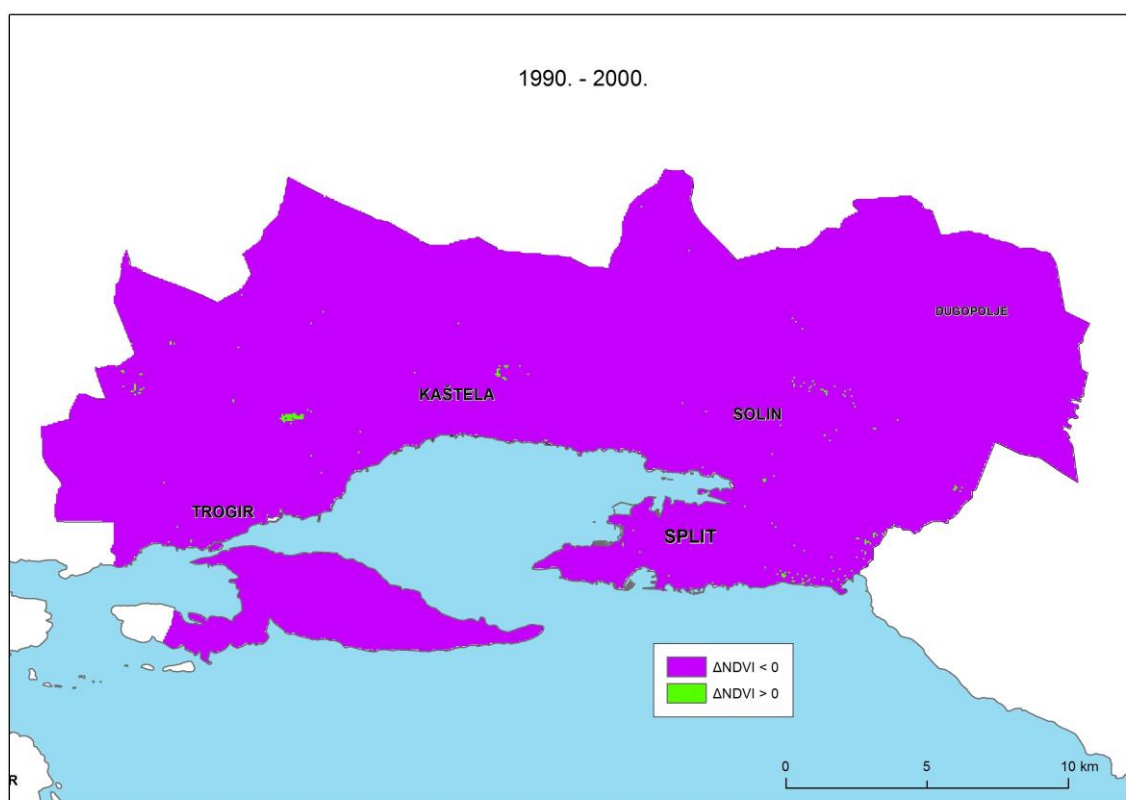 1990. - 2000.
DUGOPOLJE
KAŠTELA
SOLIN
TROGIR
SPLIT
ΔNDVI < 0
ΔNDVI > 0
0 5 10 km
R